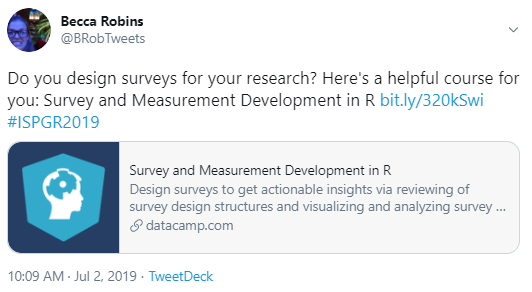 Becca Robins
@BRobTweets
Do you design surveys for your research? Here's a helpful course for
you: Survey and Measurement Development in R bit.ly/320kSwi
#ISPGR2019
Survey and Measurement Development in R
Design surveys to get actionable insights via reviewing of
survey design structures and visualizing and analyzing survey ...
datacamp.com
10:09 AM · Jul 2, 2019 · TweetDeck